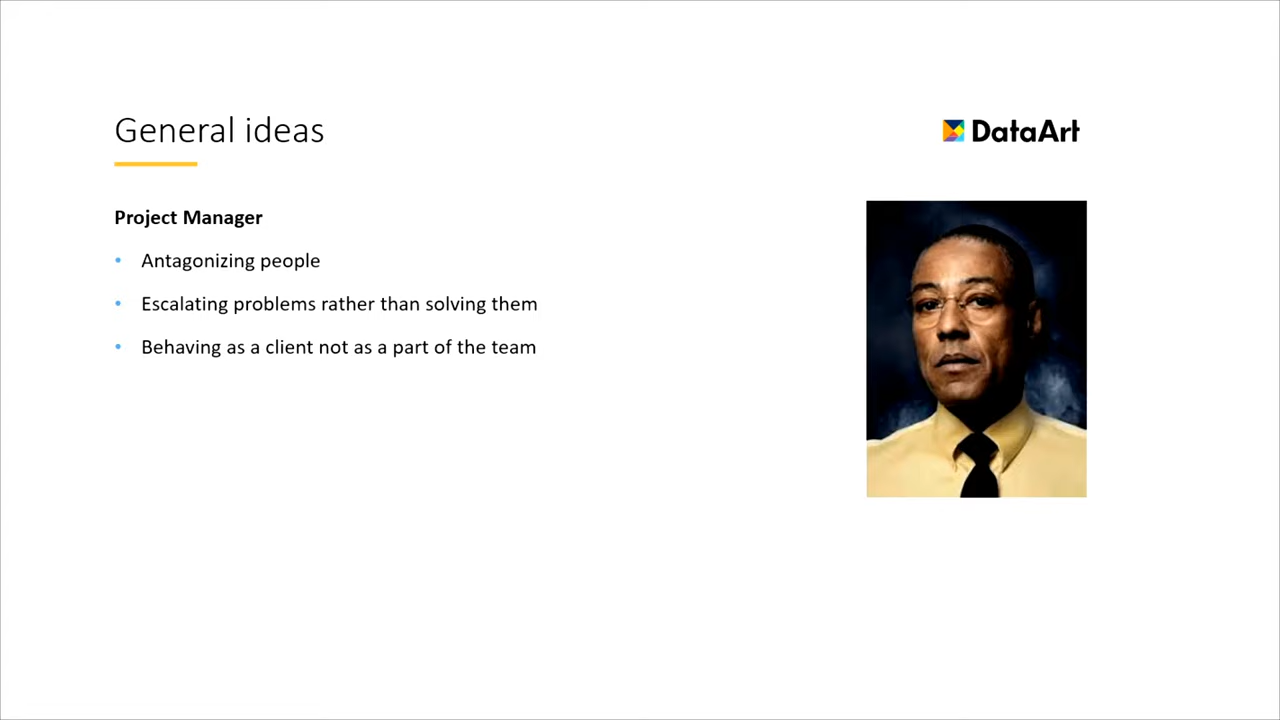 General ideas
DataArt
Project Manager
• Antagonizing people
• Escalating problems rather than solving them
• Behaving as a client not as a part of the team